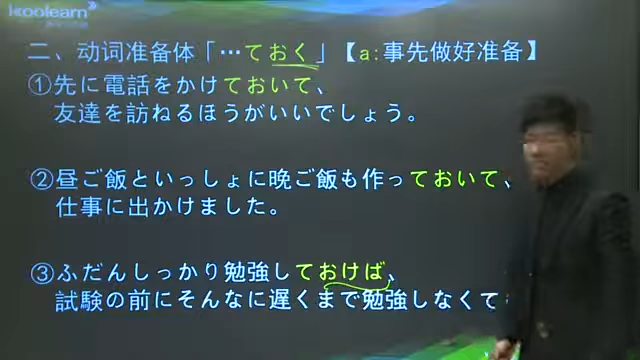 koolearn
二、动词准备体「…ておく」【a:事先做好准备】
①先に電話をかけておいて、
友達を訪ねるほうがいいでしょう。
②昼ご飯といっしょに晩ご飯も作っておいて、
仕事に出かけました。
③ふだんしっかり勉強しておけば、
試験の前にそんなに遅くまで勉強しなくて